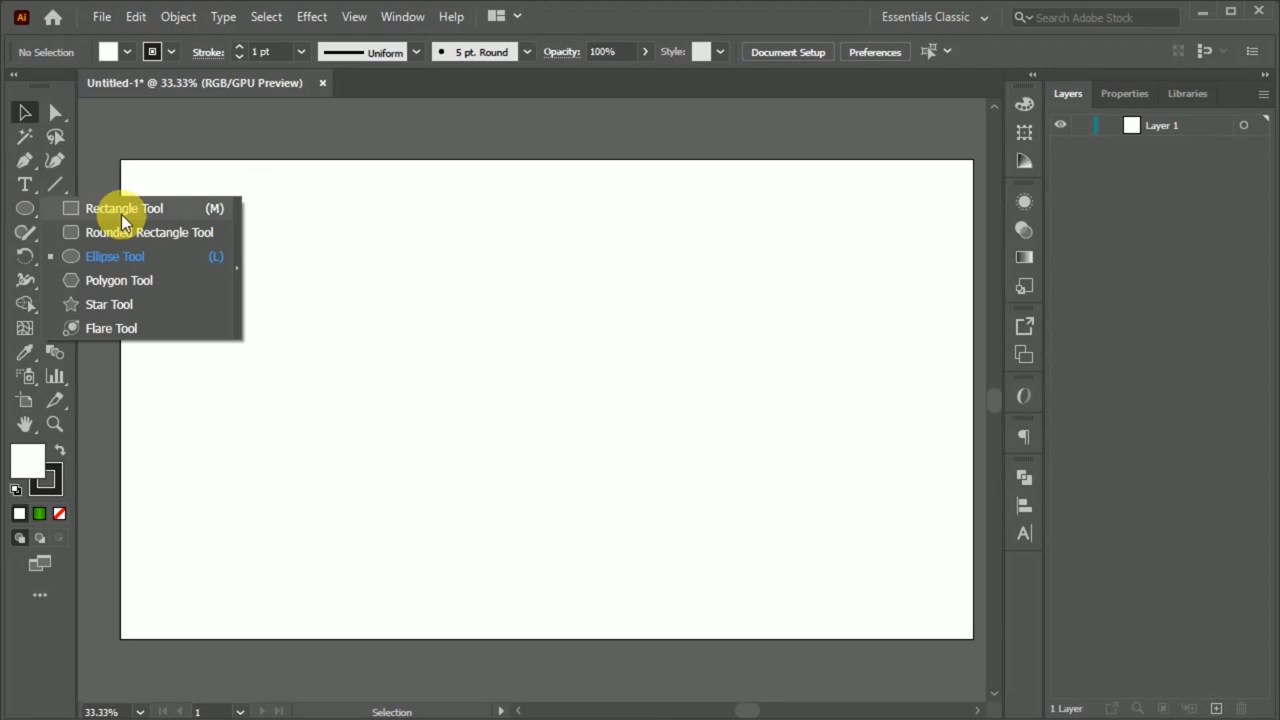 Ai File Edit Object Type Select Effect View Window Help Essentials Classic Search Adobe Stock
No Selection Stroke: 1 pt Uniform 5 pt. Round Opacity: 100% Style: Document Setup Preferences
Untitled-1* @ 33.33% (RGB/GPU Preview) Layers Properties Libraries
Layer 1
Rectangle Tool (M)
Rounded Rectangle Tool
Ellipse Tool (L)
Polygon Tool
Star Tool
Flare Tool
33.33% 1 Selection 1 Layer